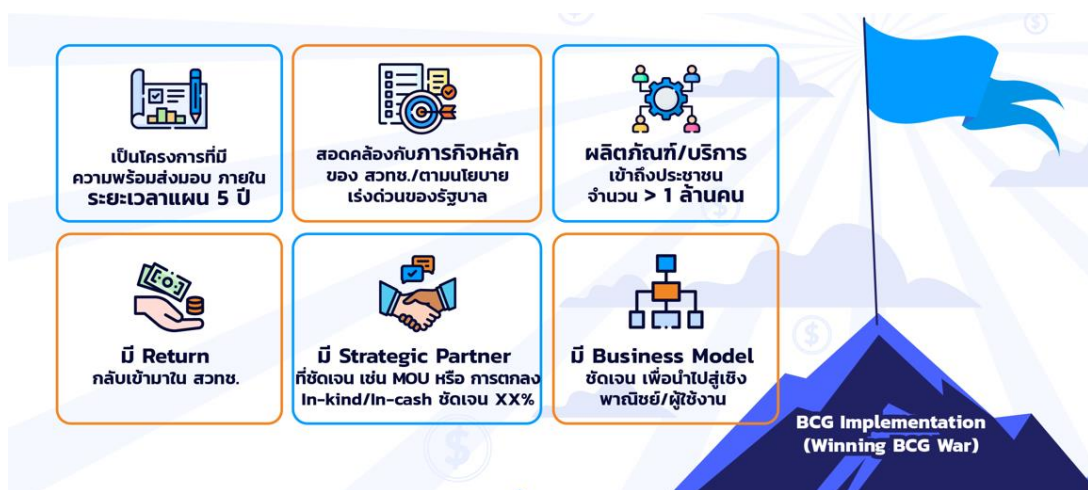 เป็นโครงการที่มี
ความพร้อมส่งมอบ ภายใน
ระยะเวลาแผน 5 ปี
สอดคล้องกับภารกิจหลัก
ของ สวทช./ตามนโยบาย
เร่งด่วนของรัฐบาล
ผลิตภัณฑ์/บริการ
เข้าถึงประชาชน
จำนวน > 1 ล้านคน
มี Return
กลับเข้ามาใน สวทช.
มี Strategic Partner
ที่ชัดเจน เช่น MOU หรือ การตกลง
In-kind/In-cash ชัดเจน XX%
มี Business Model
ชัดเจน เพื่อนำไปสู่เชิง
พาณิชย์/ผู้ใช้งาน
BCG Implementation
(Winning BCG War)